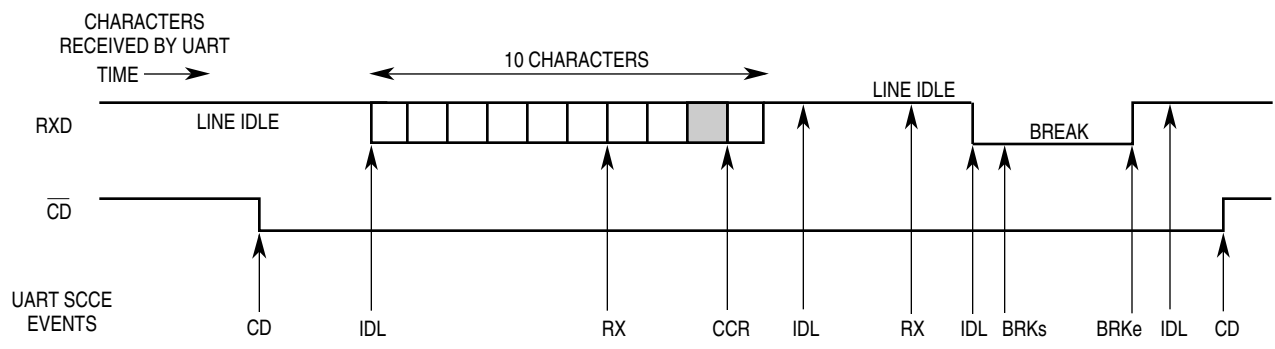 CHARACTERS
RECEIVED BY UART
TIME
10 CHARACTERS
RXD
LINE IDLE
LINE IDLE
BREAK
CD
UART SCCE
EVENTS
CD
IDL
RX
CCR
IDL
RX
IDL
BRKs
BRKe
IDL
CD